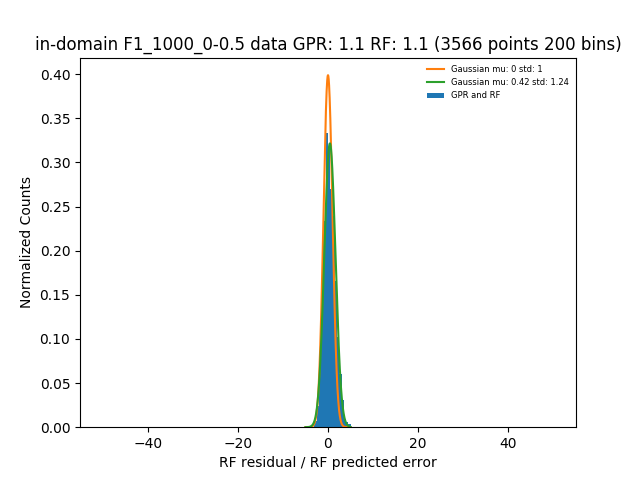 in-domain F1_1000_0-0.5 data GPR: 1.1 RF: 1.1 (3566 points 200 bins)
Gaussian mu: 0 std: 1
Gaussian mu: 0.42 std: 1.24
GPR and RF
0.40
0.35
0.30
0.25
0.20
0.15
0.10
0.05
0.00
Normalized Counts
−40 −20 0 20 40
RF residual / RF predicted error